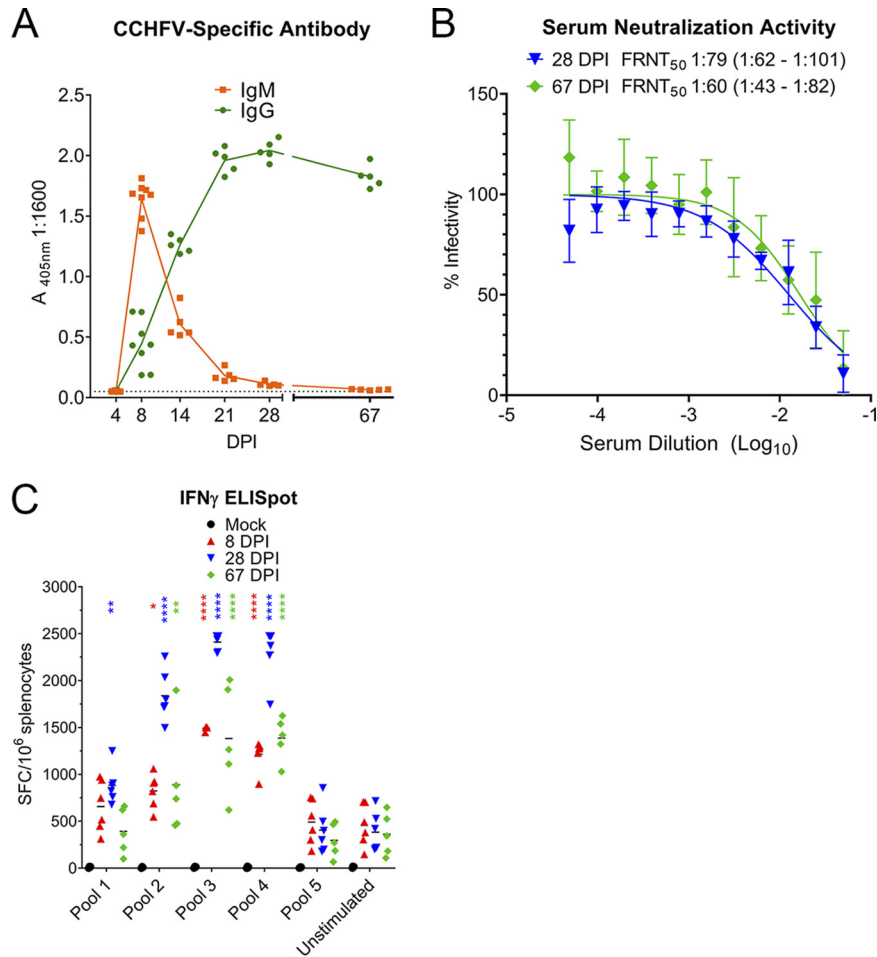 A
CCHFV-Specific Antibody
IgM
IgG
2.5
2.0
1.5
1.0
0.5
0.0
A 405nm 1:1600
4 8 14 21 28 67
DPI
B
Serum Neutralization Activity
28 DPI FRNT50 1:79 (1:62 - 1:101)
67 DPI FRNT50 1:60 (1:43 - 1:82)
150
100
50
0
% Infectivity
-5 -4 -3 -2 -1
Serum Dilution (Log10)
C
IFNγ ELISpot
Mock
8 DPI
28 DPI
67 DPI
3000
2500
2000
1500
1000
500
0
SFC/10^6 splenocytes
** * **** ** **** **** **** **** **** ****
Pool 1 Pool 2 Pool 3 Pool 4 Pool 5 Unstimulated